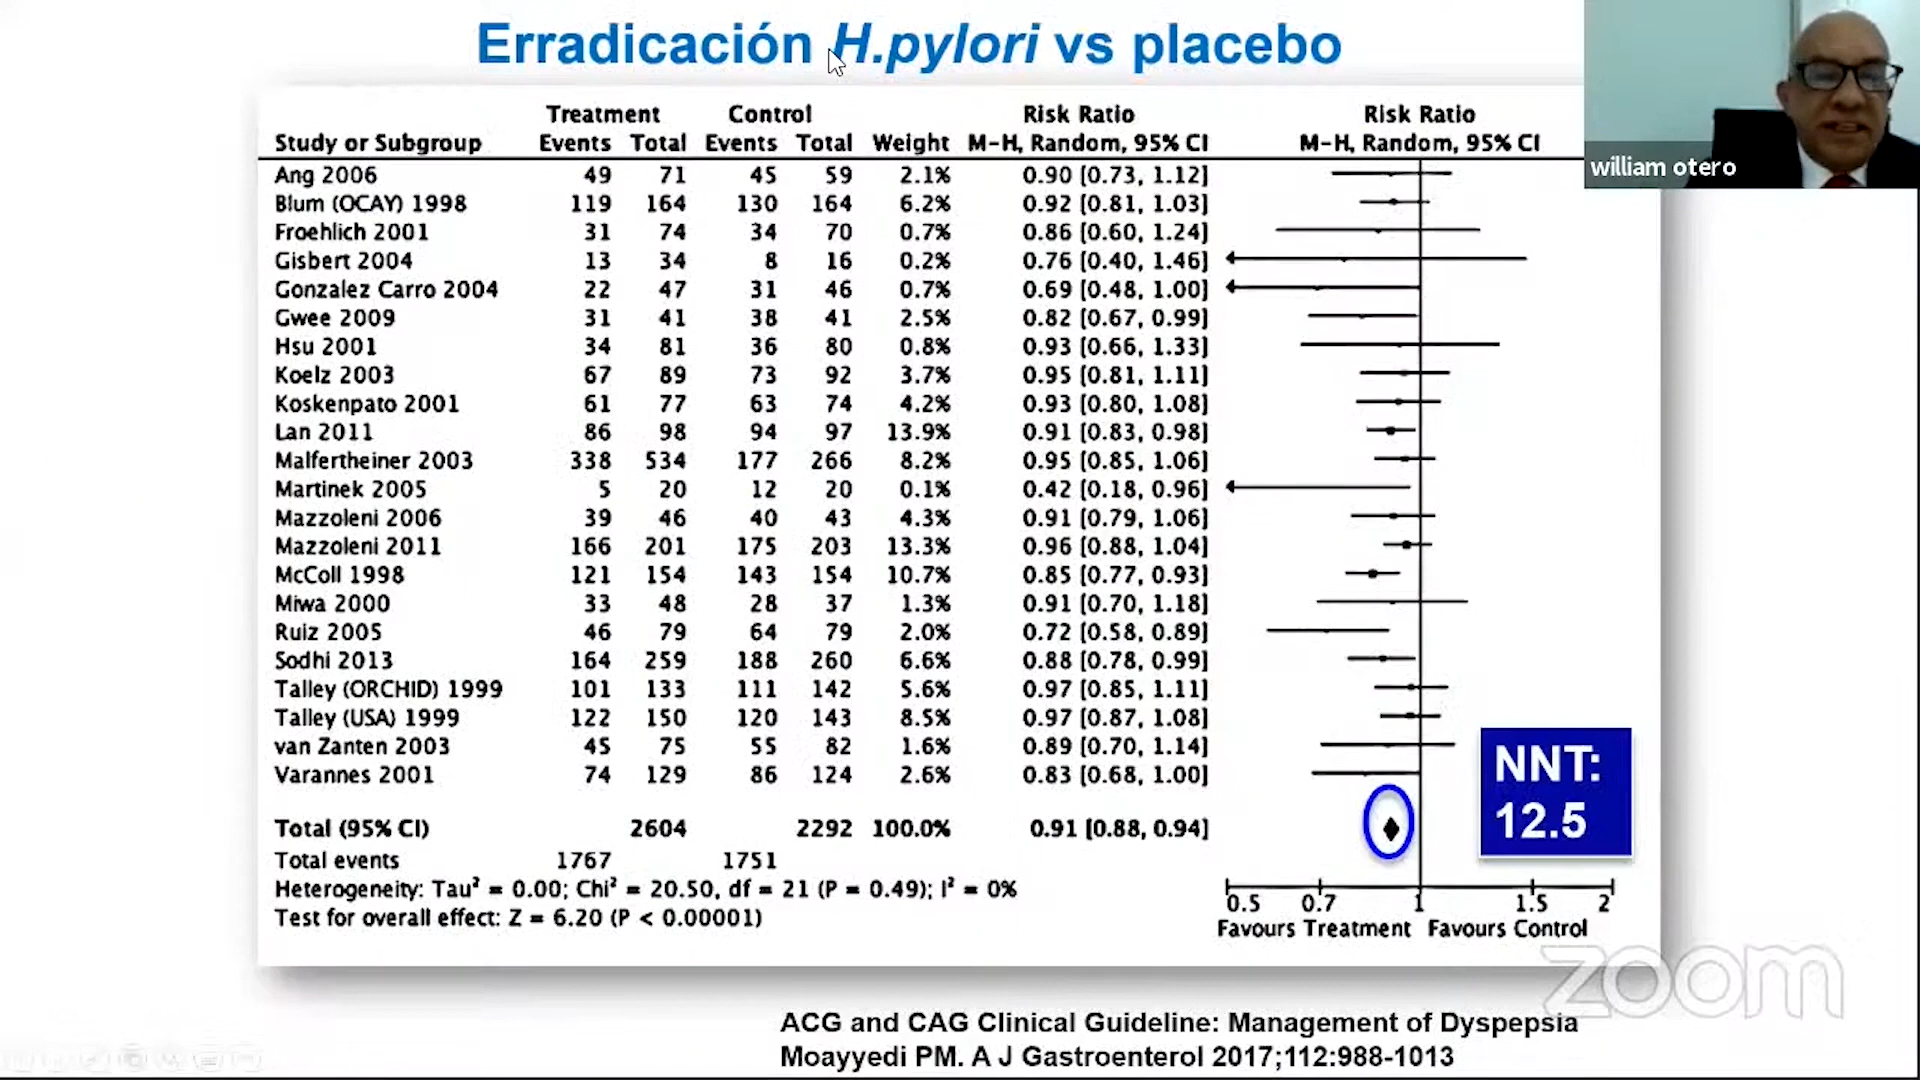 Erradicación H.pylori vs placebo
william otero
Treatment Control Risk Ratio Risk Ratio
Study or Subgroup Events Total Events Total Weight M-H, Random, 95% CI M-H, Random, 95% CI
Ang 2006 49 71 45 59 2.1% 0.90 [0.73, 1.12]
Blum (OCAY) 1998 119 164 130 164 6.2% 0.92 [0.81, 1.03]
Froehlich 2001 31 74 34 70 0.7% 0.86 [0.60, 1.24]
Gisbert 2004 13 34 8 16 0.2% 0.76 [0.40, 1.46]
Gonzalez Carro 2004 22 47 31 46 0.7% 0.69 [0.48, 1.00]
Gwee 2009 31 41 38 41 2.5% 0.82 [0.67, 0.99]
Hsu 2001 34 81 36 80 0.8% 0.93 [0.66, 1.33]
Koelz 2003 67 89 73 92 3.7% 0.95 [0.81, 1.11]
Koskenpato 2001 61 77 63 74 4.2% 0.93 [0.80, 1.08]
Lan 2011 86 98 94 97 13.9% 0.91 [0.83, 0.98]
Malfertheiner 2003 338 534 177 266 8.2% 0.95 [0.85, 1.06]
Martinek 2005 5 20 12 20 0.1% 0.42 [0.18, 0.96]
Mazzoleni 2006 39 46 40 43 4.3% 0.91 [0.79, 1.06]
Mazzoleni 2011 166 201 175 203 13.3% 0.96 [0.88, 1.04]
McColl 1998 121 154 143 154 10.7% 0.85 [0.77, 0.93]
Miwa 2000 33 48 28 37 1.3% 0.91 [0.70, 1.18]
Ruiz 2005 46 79 64 79 2.0% 0.72 [0.58, 0.89]
Sodhi 2013 164 259 188 260 6.6% 0.88 [0.78, 0.99]
Talley (ORCHID) 1999 101 133 111 142 5.6% 0.97 [0.85, 1.11]
Talley (USA) 1999 122 150 120 143 8.5% 0.97 [0.87, 1.08]
van Zanten 2003 45 75 55 82 1.6% 0.89 [0.70, 1.14]
Varannes 2001 74 129 86 124 2.6% 0.83 [0.68, 1.00]
NNT:
12.5
Total (95% CI) 2604 2292 100.0% 0.91 [0.88, 0.94]
Total events 1767 1751
Heterogeneity: Tau² = 0.00; Chi² = 20.50, df = 21 (P = 0.49); I² = 0%
Test for overall effect: Z = 6.20 (P < 0.00001)
0.5 0.7 1 1.5 2
Favours Treatment Favours Control
zoom
ACG and CAG Clinical Guideline: Management of Dyspepsia
Moayyedi PM. A J Gastroenterol 2017;112:988-1013